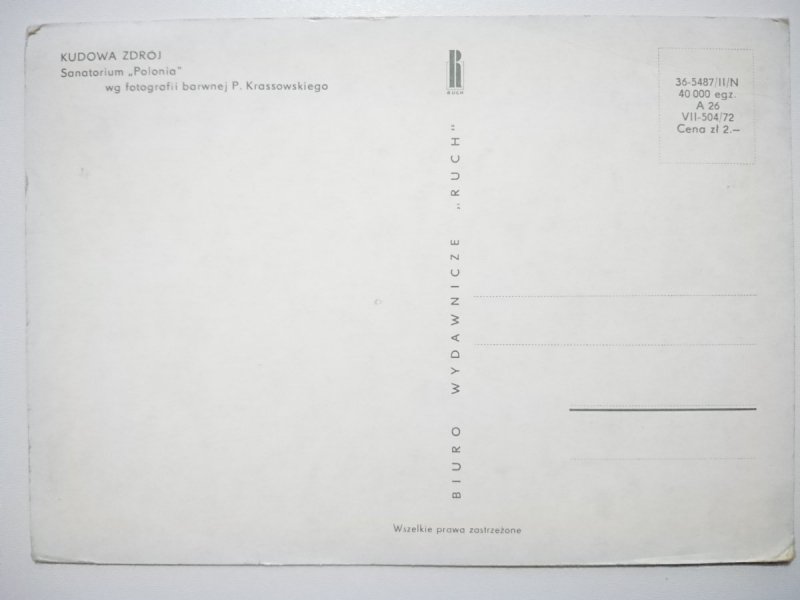 KUDOWA ZDRÓJ
Sanatorium „Polonia"
wg fotografii barwnej P. Krassowskiego
R
RUCH
36-5487/II/N
40 000 egz.
A 26
VII-504/72
Cena zł 2.—
BIURO WYDAWNICZE „RUCH"
Wszelkie prawa zastrzeżone